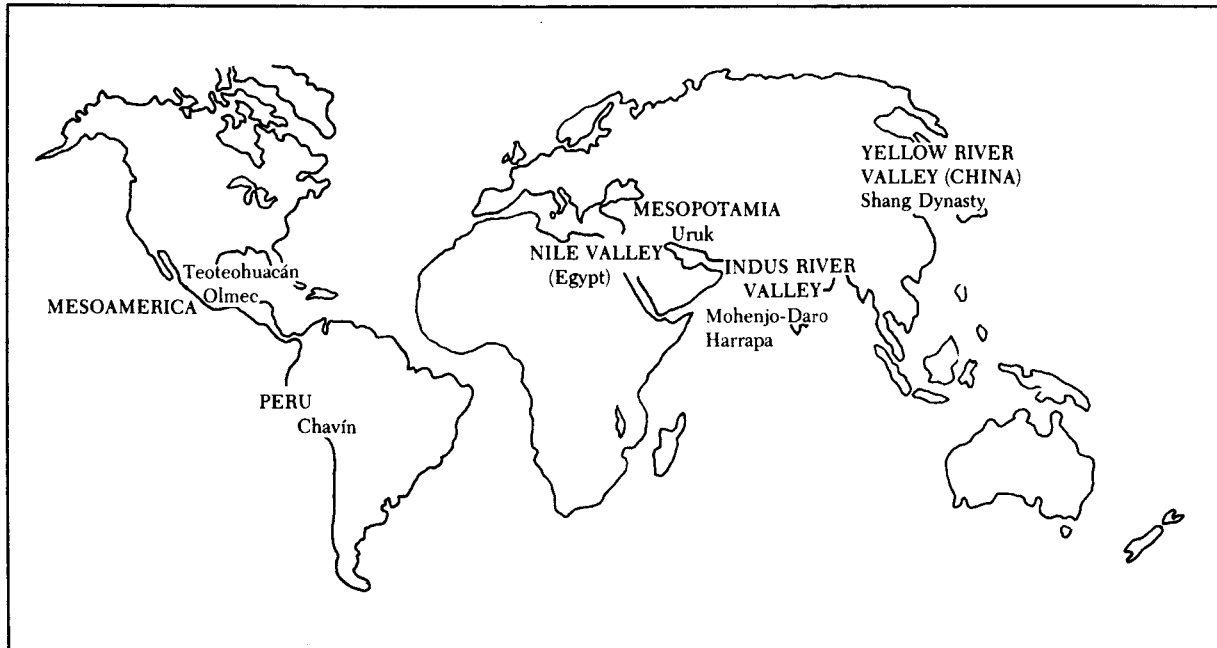 YELLOW RIVER
VALLEY (CHINA)
Shang Dynasty
MESOPOTAMIA
Uruk
NILE VALLEY
(Egypt)
INDUS RIVER
VALLEY
Mohenjo-Daro
Harrapa
Teoteohuacán
Olmec
MESOAMERICA
PERU
Chavín